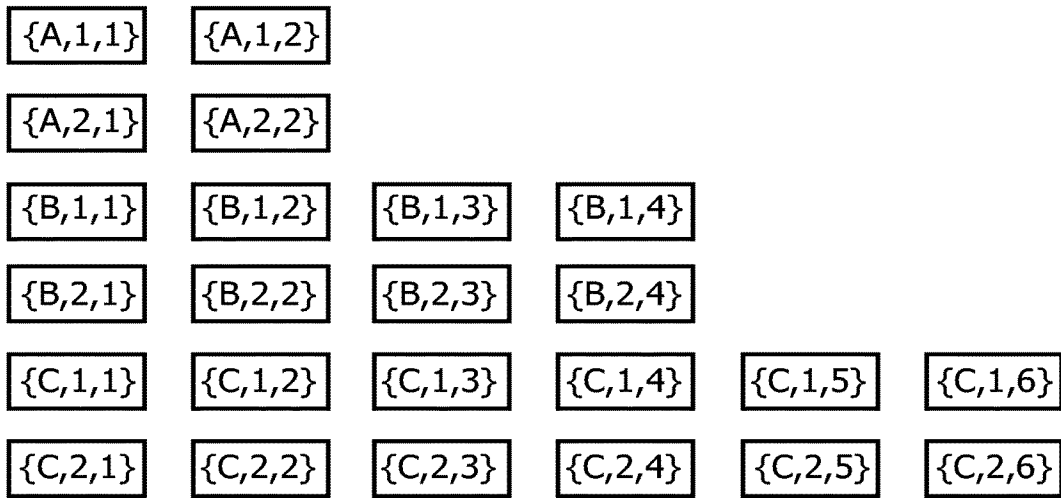 {A,1,1} {A,1,2}
{A,2,1} {A,2,2}
{B,1,1} {B,1,2} {B,1,3} {B,1,4}
{B,2,1} {B,2,2} {B,2,3} {B,2,4}
{C,1,1} {C,1,2} {C,1,3} {C,1,4} {C,1,5} {C,1,6}
{C,2,1} {C,2,2} {C,2,3} {C,2,4} {C,2,5} {C,2,6}